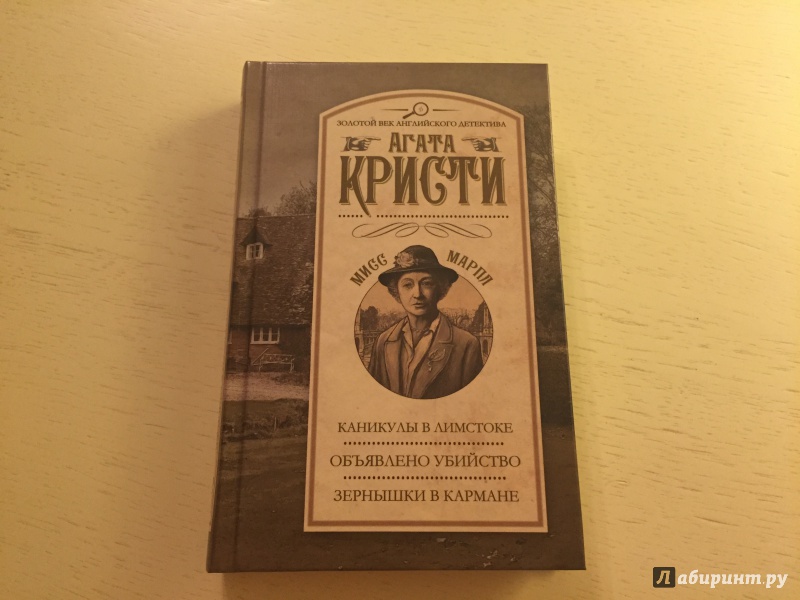 ЗОЛОТОЙ ВЕК АНГЛИЙСКОГО ДЕТЕКТИВА
АГАТА
КРИСТИ
МИСС МАРПЛ
КАНИКУЛЫ В ЛИМСТОКЕ
ОБЪЯВЛЕНО УБИЙСТВО
ЗЕРНЫШКИ В КАРМАНЕ
Лабиринт.ру